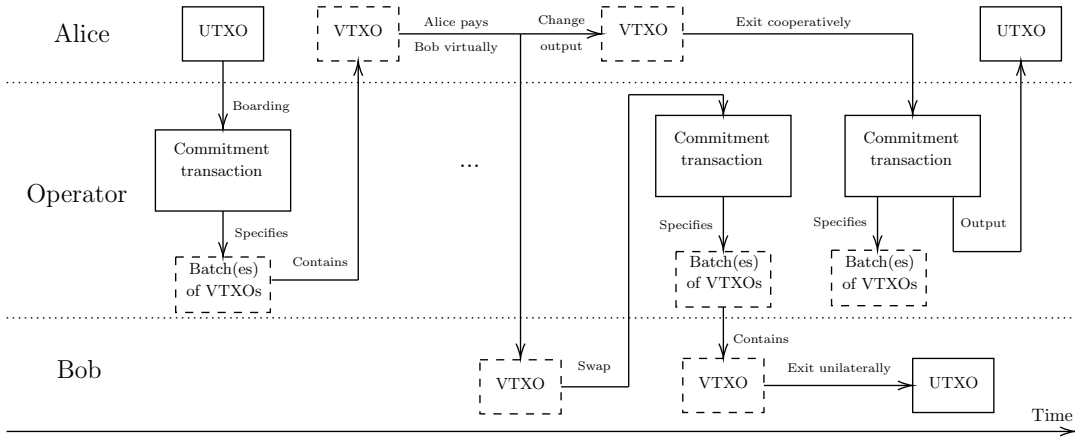 Alice
UTXO
VTXO
Alice pays
Bob virtually
Change
output
VTXO
Exit cooperatively
UTXO
Operator
Boarding
Commitment
transaction
Specifies
Batch(es)
of VTXOs
Contains
...
Commitment
transaction
Specifies
Batch(es)
of VTXOs
Commitment
transaction
Specifies
Batch(es)
of VTXOs
Output
Bob
VTXO
Swap
Contains
VTXO
Exit unilaterally
UTXO
Time